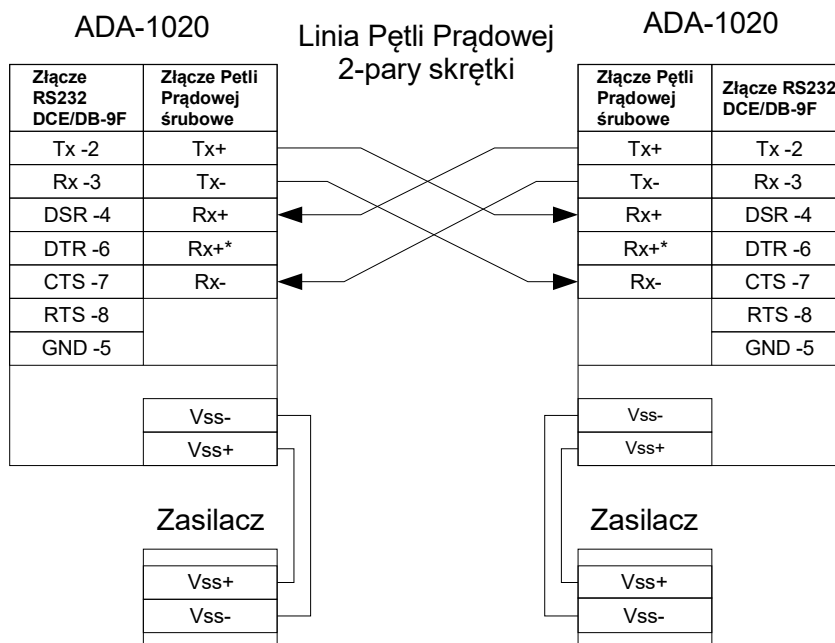 ADA-1020
Linia Pętli Prądowej
2-pary skrętki
ADA-1020
Złącze
RS232
DCE/DB-9F
Złącze Petli
Prądowej
śrubowe
Tx -2
Tx+
Rx -3
Tx-
DSR -4
Rx+
DTR -6
Rx+*
CTS -7
Rx-
RTS -8
GND -5
Vss-
Vss+
Zasilacz
Vss+
Vss-
Złącze Pętli
Prądowej
śrubowe
Złącze RS232
DCE/DB-9F
Tx+
Tx -2
Tx-
Rx -3
Rx+
DSR -4
Rx+*
DTR -6
Rx-
CTS -7
RTS -8
GND -5
Vss-
Vss+
Zasilacz
Vss+
Vss-